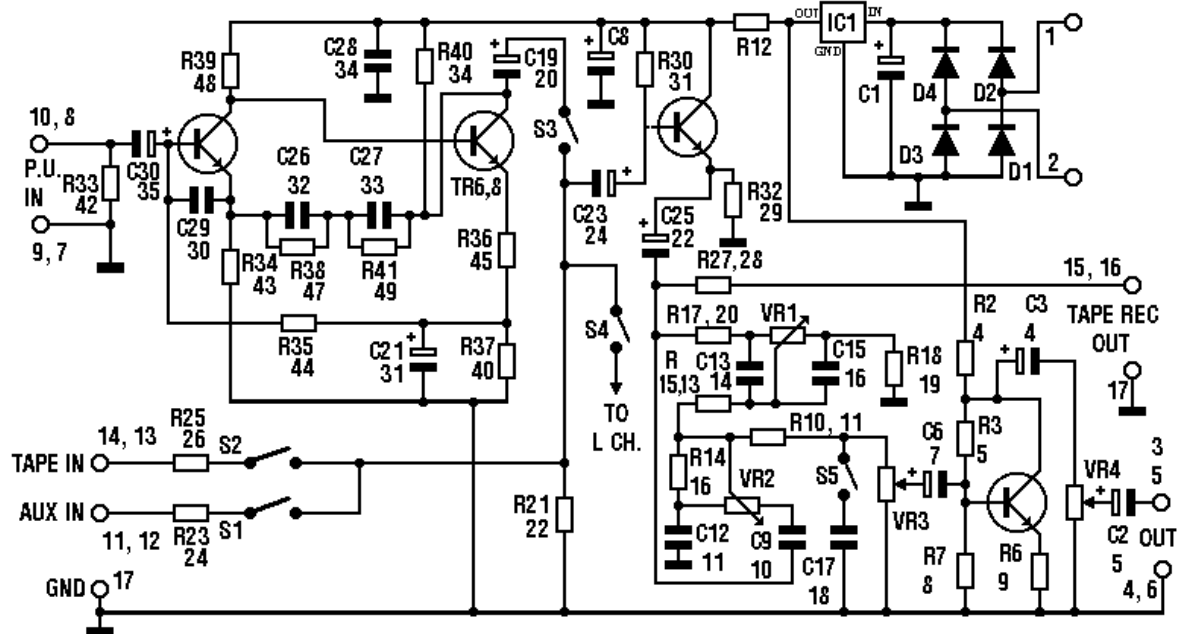 OUT
IC1
IN
GND
1
R12
C8
R39
48
C28
34
R40
34
C19
20
R30
31
C1
D4
D2
D3
D1
2
10, 8
P.U.
IN
9, 7
R33
42
C30
35
C29
30
C26
32
C27
33
TR6,8
S3
C23
24
C25
22
R32
29
R34
43
R38
47
R41
49
R36
45
R27,28
15, 16
TAPE REC
OUT
17
R35
44
C21
31
R37
40
S4
TO
L CH.
R17, 20
VR1
R
15,13
C13
14
C15
16
R18
19
R2
4
C3
4
R10, 11
C6
7
R3
5
14, 13
R25
26
S2
TAPE IN
AUX IN
11, 12
R23
24
S1
R21
22
R14
16
VR2
S5
VR3
VR4
3
5
C2
5
OUT
4, 6
C12
11
C9
10
C17
18
R7
8
R6
9
GND
17